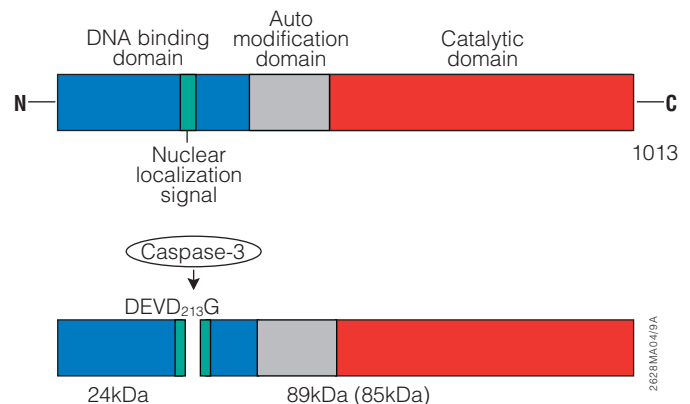 Auto
DNA binding modification Catalytic
domain domain domain
N C
1013
Nuclear
localization
signal
Caspase-3
DEVD₂₁₃G
24kDa 89kDa (85kDa)
2628MA04/9A